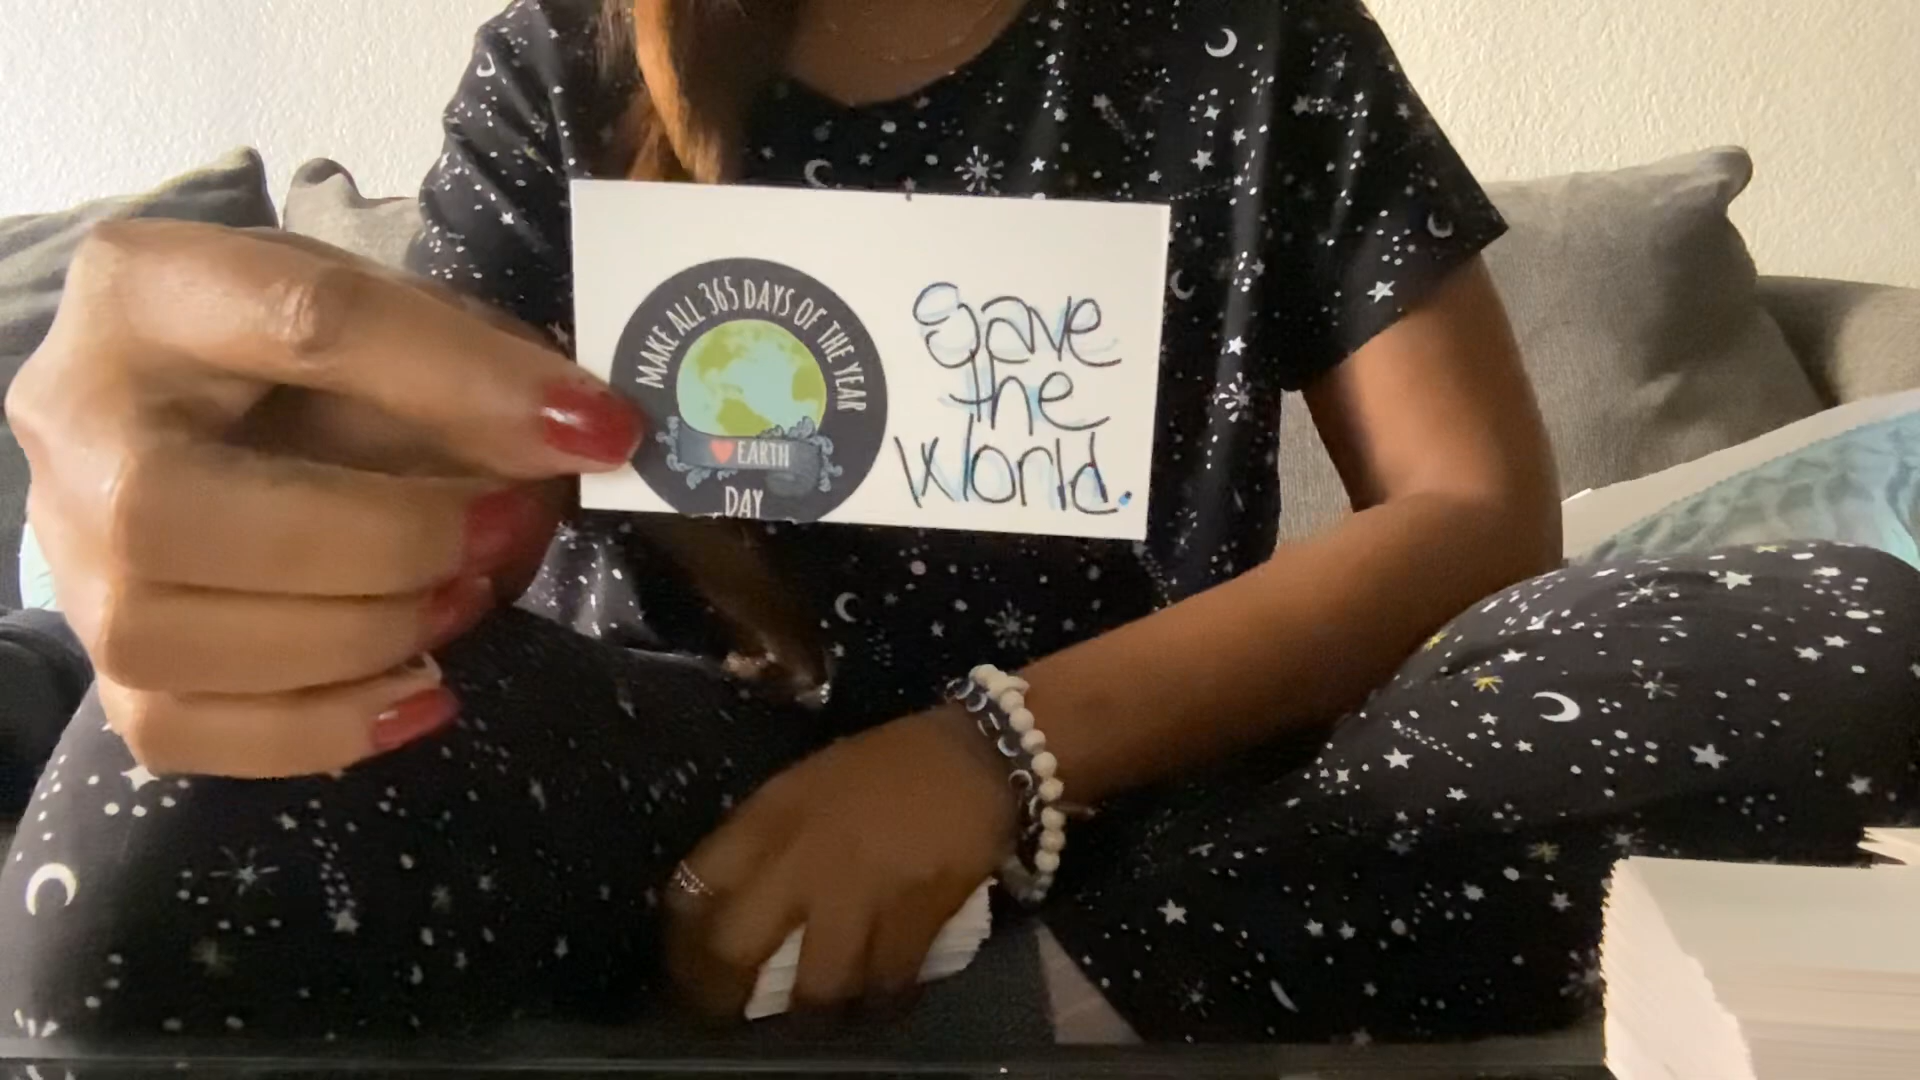 MAKE ALL 365 DAYS OF THE YEAR
EARTH
DAY
Save
the
World.